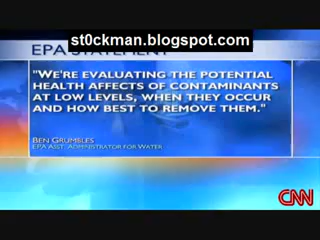 st0ckman.blogspot.com
EPA STATEMENT
"WE'RE EVALUATING THE POTENTIAL
HEALTH AFFECTS OF CONTAMINANTS
AT LOW LEVELS, WHEN THEY OCCUR
AND HOW BEST TO REMOVE THEM."
BEN GRUMBLES
EPA ASST. ADMINISTRATOR FOR WATER
CNN